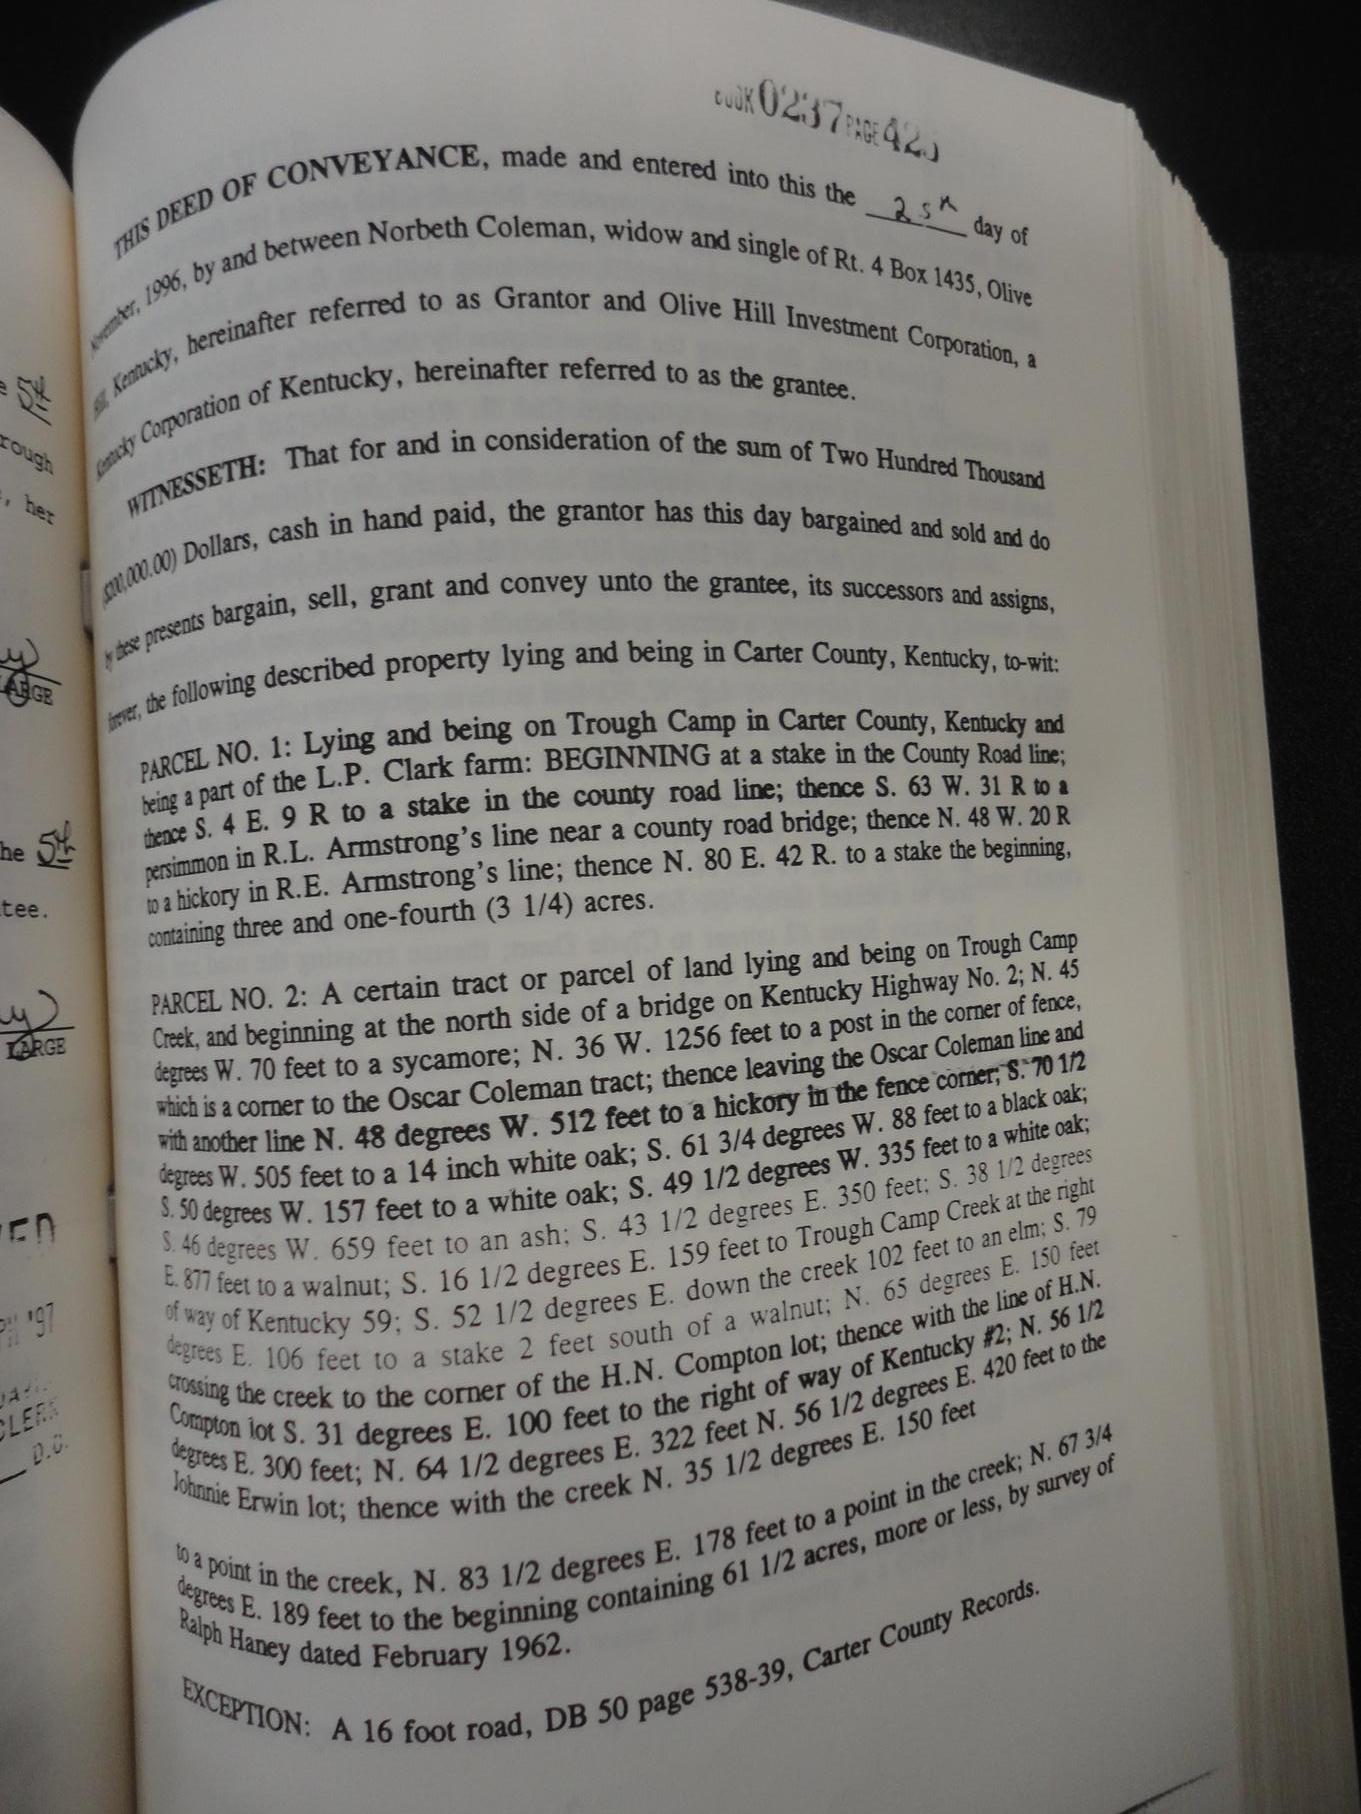 5th
rough
, her
LARGE
he 5th
tee.
LARGE
'97
CLERK
D.C.
BOOK 0237 PAGE
THIS DEED OF CONVEYANCE, made and entered into this the 25th day of
November, 1996, by and between Norbeth Coleman, widow and single of Rt. 4 Box 1435, Olive
Hill, Kentucky, hereinafter referred to as Grantor and Olive Hill Investment Corporation, a
Kentucky Corporation of Kentucky, hereinafter referred to as the grantee.
WITNESSETH: That for and in consideration of the sum of Two Hundred Thousand
($200,000.00) Dollars, cash in hand paid, the grantor has this day bargained and sold and do
by these presents bargain, sell, grant and convey unto the grantee, its successors and assigns,
forever, the following described property lying and being in Carter County, Kentucky, to-wit:
PARCEL NO. 1: Lying and being on Trough Camp in Carter County, Kentucky and
being a part of the L.P. Clark farm: BEGINNING at a stake in the County Road line;
thence S. 4 E. 9 R to a stake in the county road line; thence S. 63 W. 31 R to a
persimmon in R.L. Armstrong's line near a county road bridge; thence N. 48 W. 20 R
to a hickory in R.E. Armstrong's line; thence N. 80 E. 42 R. to a stake the beginning,
containing three and one-fourth (3 1/4) acres.
PARCEL NO. 2: A certain tract or parcel of land lying and being on Trough Camp
Creek, and beginning at the north side of a bridge on Kentucky Highway No. 2; N. 45
degrees W. 70 feet to a sycamore; N. 36 W. 1256 feet to a post in the corner of fence,
which is a corner to the Oscar Coleman tract; thence leaving the Oscar Coleman line and
with another line N. 48 degrees W. 512 feet to a hickory in the fence corner; S. 70 1/2
degrees W. 505 feet to a 14 inch white oak; S. 61 3/4 degrees W. 88 feet to a black oak;
S. 50 degrees W. 157 feet to a white oak; S. 49 1/2 degrees W. 335 feet to a white oak;
S. 46 degrees W. 659 feet to an ash; S. 43 1/2 degrees E. 350 feet; S. 38 1/2 degrees
E. 877 feet to a walnut; S. 16 1/2 degrees E. 159 feet to Trough Camp Creek at the right
of way of Kentucky 59; S. 52 1/2 degrees E. down the creek 102 feet to an elm; S. 79
degrees E. 106 feet to a stake 2 feet south of a walnut; N. 65 degrees E. 150 feet
crossing the creek to the corner of the H.N. Compton lot; thence with the line of H.N.
Compton lot S. 31 degrees E. 100 feet to the right of way of Kentucky #2; N. 56 1/2
degrees E. 300 feet; N. 64 1/2 degrees E. 322 feet N. 56 1/2 degrees E. 420 feet to the
Johnnie Erwin lot; thence with the creek N. 35 1/2 degrees E. 150 feet
to a point in the creek, N. 83 1/2 degrees E. 178 feet to a point in the creek; N. 67 3/4
degrees E. 189 feet to the beginning containing 61 1/2 acres, more or less, by survey of
Ralph Haney dated February 1962.
EXCEPTION: A 16 foot road, DB 50 page 538-39, Carter County Records.